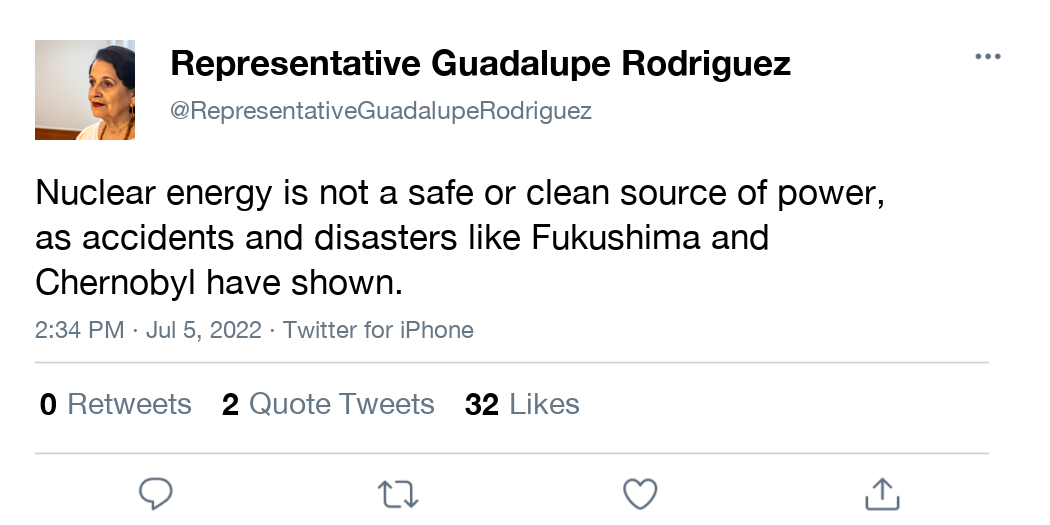 Representative Guadalupe Rodriguez
@RepresentativeGuadalupeRodriguez
Nuclear energy is not a safe or clean source of power,
as accidents and disasters like Fukushima and
Chernobyl have shown.
2:34 PM · Jul 5, 2022 · Twitter for iPhone
0 Retweets 2 Quote Tweets 32 Likes